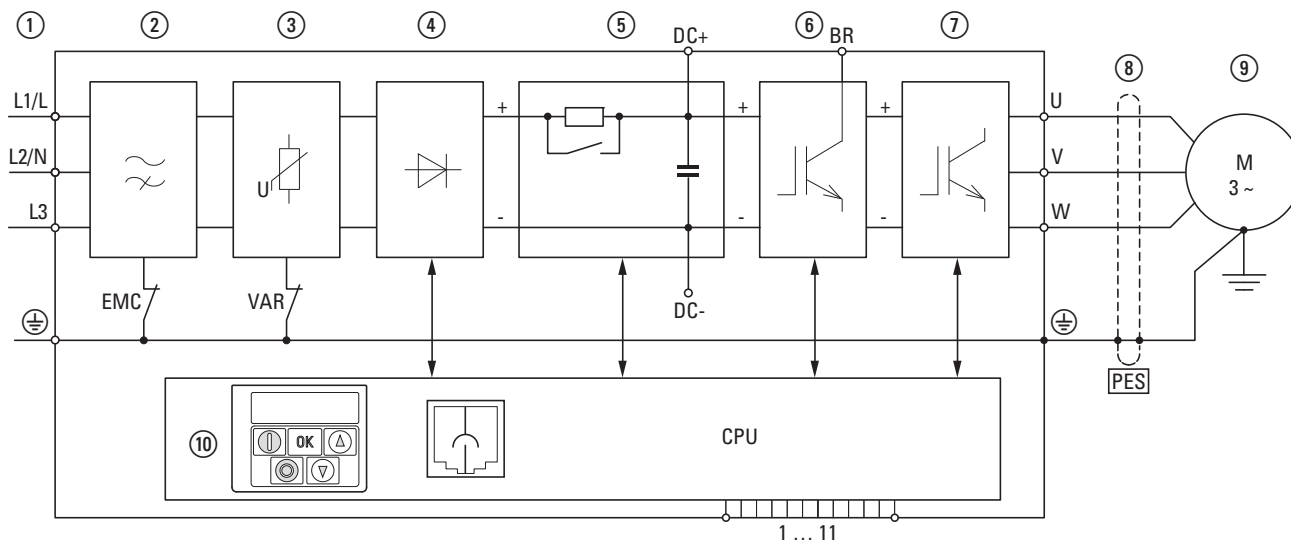 ① ② ③ ④ ⑤ DC+ ⑥ BR ⑦ ⑧ ⑨
L1/L + + + U
L2/N U V M 3 ~
L3 - - - W
EMC VAR DC-
PES
⑩ OK CPU
1 ... 11